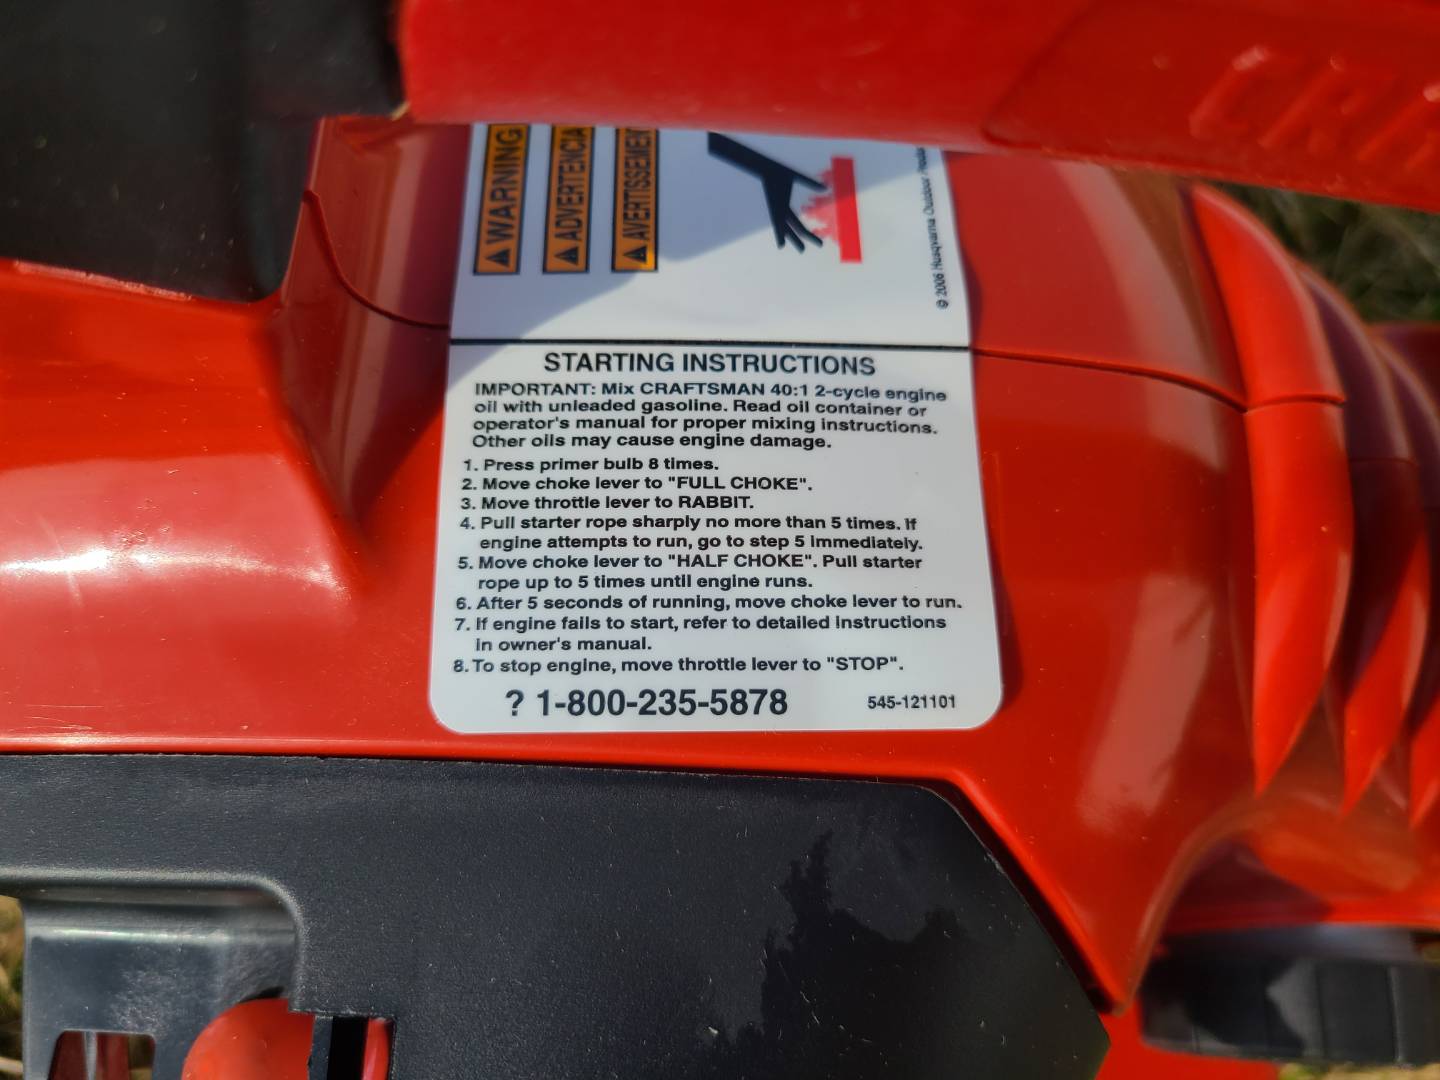 CRA
WARNING
ADVERTENCIA
AVERTISSEMEN
© 2006 Husqvarna Outdoor
STARTING INSTRUCTIONS
IMPORTANT: Mix CRAFTSMAN 40:1 2-cycle engine
oil with unleaded gasoline. Read oil container or
operator's manual for proper mixing instructions.
Other oils may cause engine damage.
1. Press primer bulb 8 times.
2. Move choke lever to "FULL CHOKE".
3. Move throttle lever to RABBIT.
4. Pull starter rope sharply no more than 5 times. If
engine attempts to run, go to step 5 immediately.
5. Move choke lever to "HALF CHOKE". Pull starter
rope up to 5 times until engine runs.
6. After 5 seconds of running, move choke lever to run.
7. If engine fails to start, refer to detailed instructions
in owner's manual.
8. To stop engine, move throttle lever to "STOP".
? 1-800-235-5878
545-121101